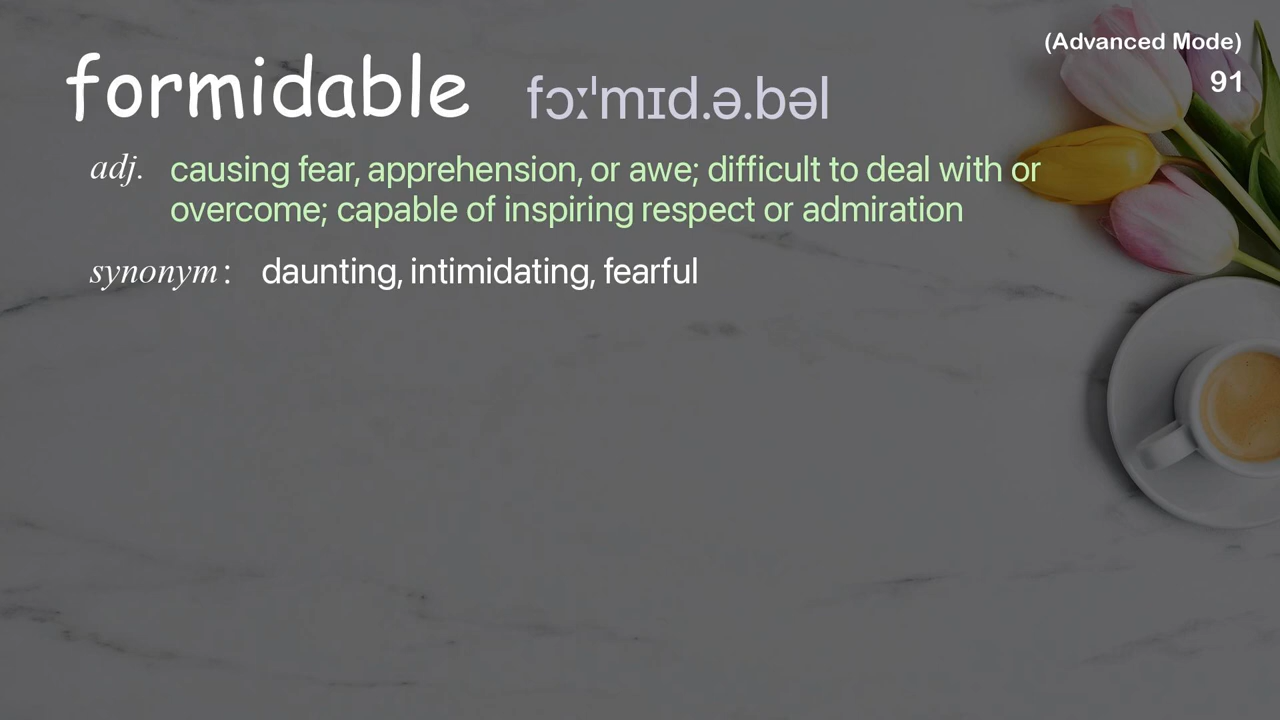 (Advanced Mode)
91
formidable fɔːˈmɪd.ə.bəl
adj. causing fear, apprehension, or awe; difficult to deal with or
overcome; capable of inspiring respect or admiration
synonym: daunting, intimidating, fearful